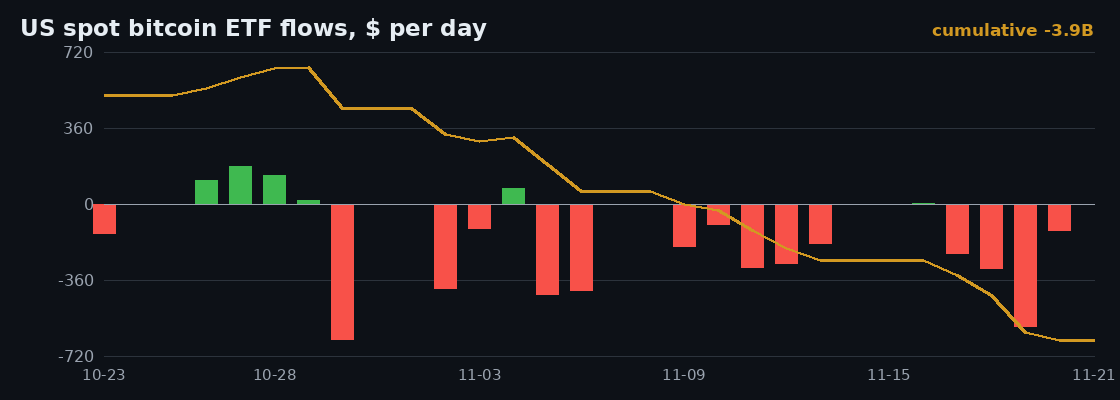 US spot bitcoin ETF flows, $ per day
cumulative -3.9B
720
360
0
-360
-720
10-23 10-28 11-03 11-09 11-15 11-21